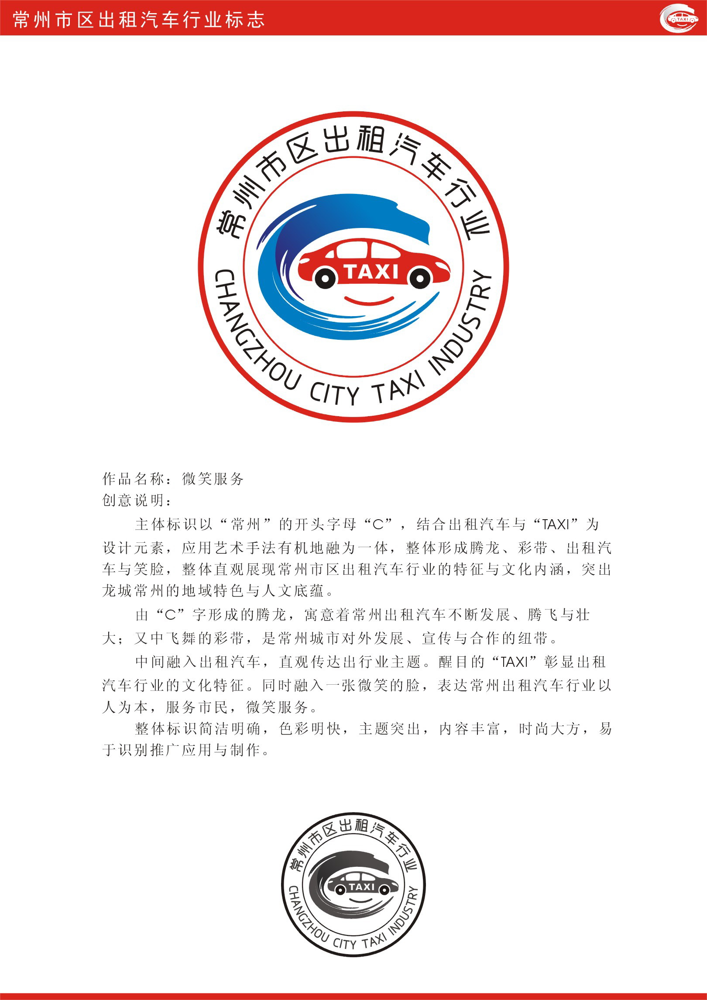 常州市区出租汽车行业标志
TAXI
常州市区出租汽车行业
TAXI
CHANGZHOU CITY TAXI INDUSTRY
作品名称：微笑服务
创意说明：
主体标识以“常州”的开头字母“C”，结合出租汽车与“TAXI”为
设计元素，应用艺术手法有机地融为一体，整体形成腾龙、彩带、出租汽
车与笑脸，整体直观展现常州市区出租汽车行业的特征与文化内涵，突出
龙城常州的地域特色与人文底蕴。
由“C”字形成的腾龙，寓意着常州出租汽车不断发展、腾飞与壮
大；又中飞舞的彩带，是常州城市对外发展、宣传与合作的纽带。
中间融入出租汽车，直观传达出行业主题。醒目的“TAXI”彰显出租
汽车行业的文化特征。同时融入一张微笑的脸，表达常州出租汽车行业以
人为本，服务市民，微笑服务。
整体标识简洁明确，色彩明快，主题突出，内容丰富，时尚大方，易
于识别推广应用与制作。
常州市区出租汽车行业
TAXI
CHANGZHOU CITY TAXI INDUSTRY